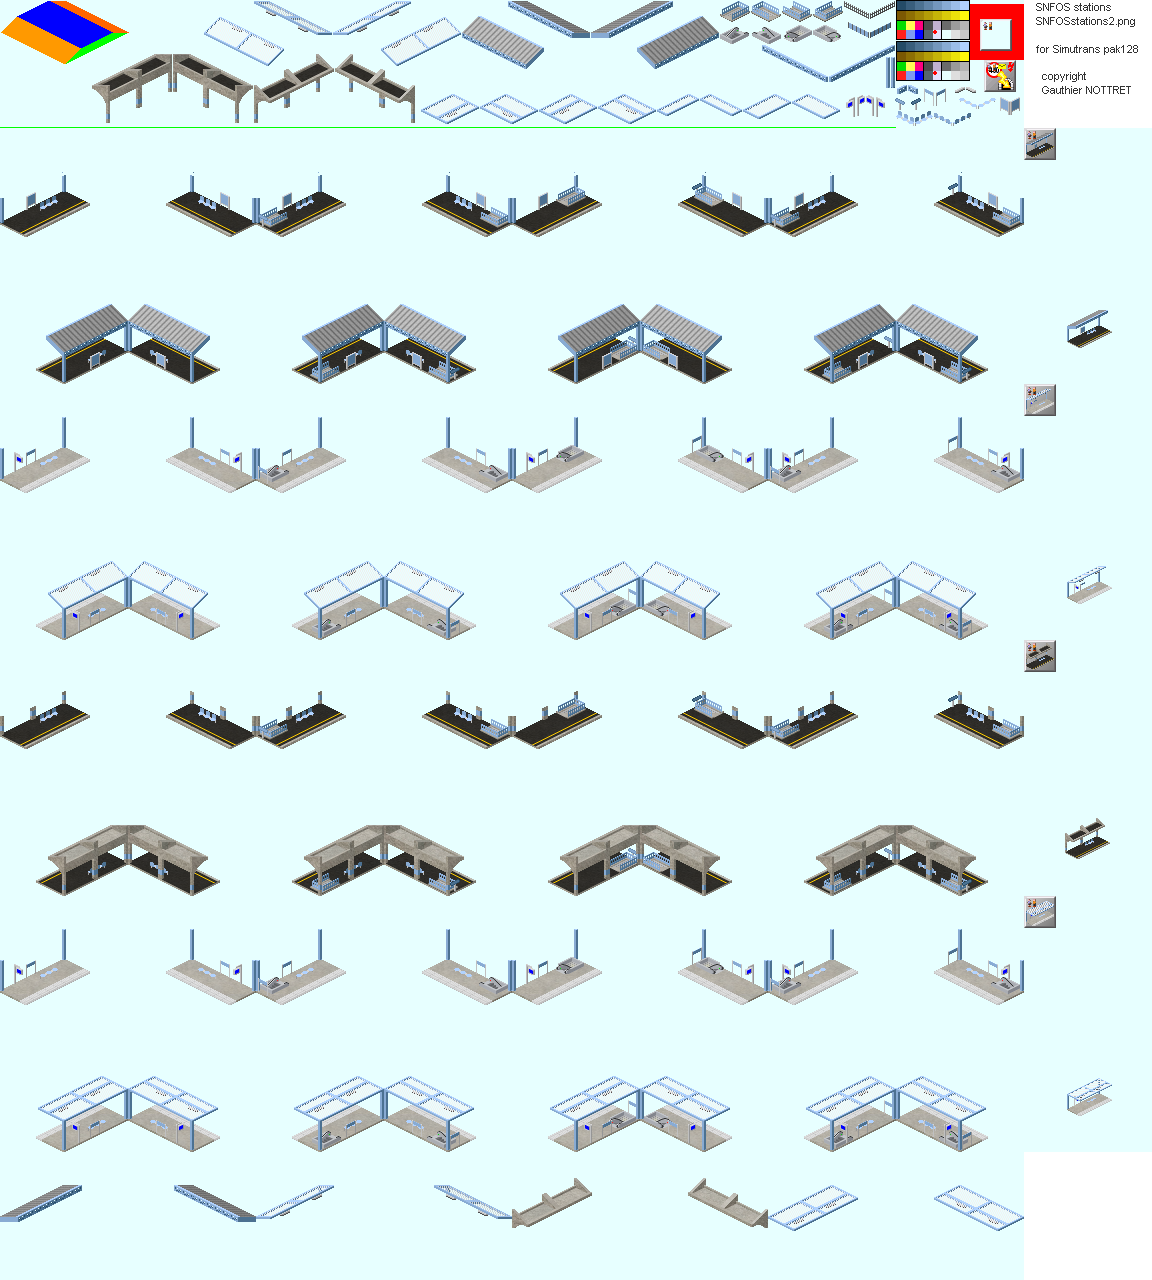 SNFOS stations
SNFOSstations2.png
for Simutrans pak128
copyright
Gauthier NOTTRET